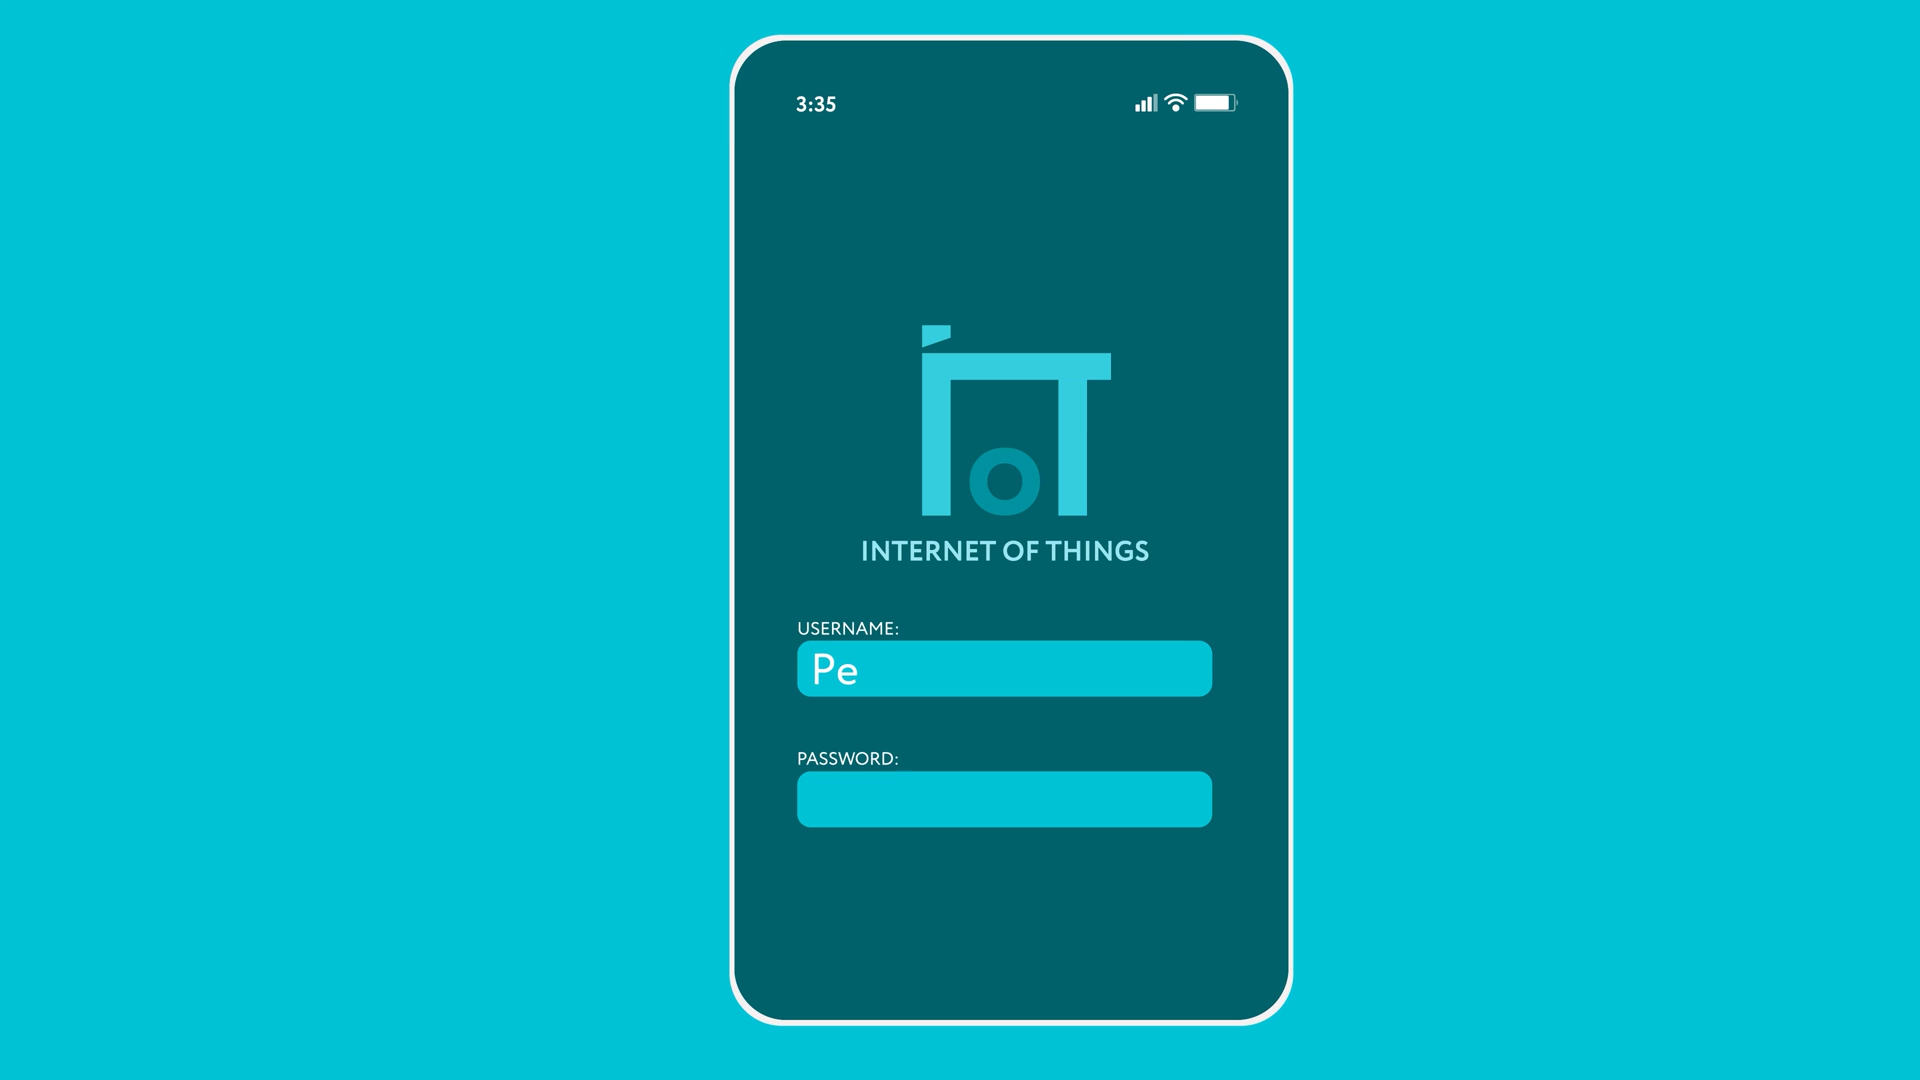 3:35
IoT
INTERNET OF THINGS
USERNAME:
Pe
PASSWORD: